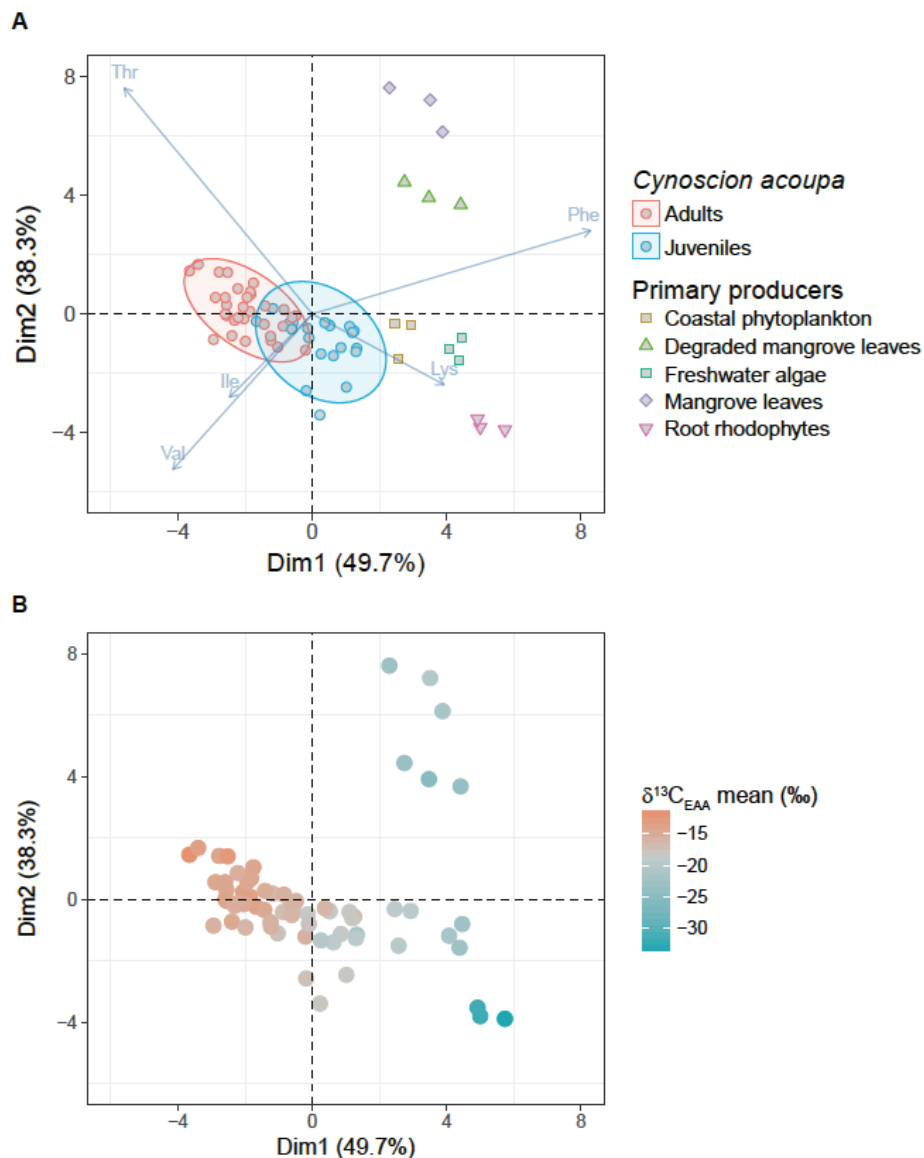 A
8
4
0
−4
Dim2 (38.3%)
Thr
Phe
Ile
Lys
Val
−4
0
4
8
Dim1 (49.7%)
Cynoscion acoupa
Adults
Juveniles
Primary producers
Coastal phytoplankton
Degraded mangrove leaves
Freshwater algae
Mangrove leaves
Root rhodophytes
B
8
4
0
−4
Dim2 (38.3%)
−4
0
4
8
Dim1 (49.7%)
δ13CEAA mean (‰)
−15
−20
−25
−30